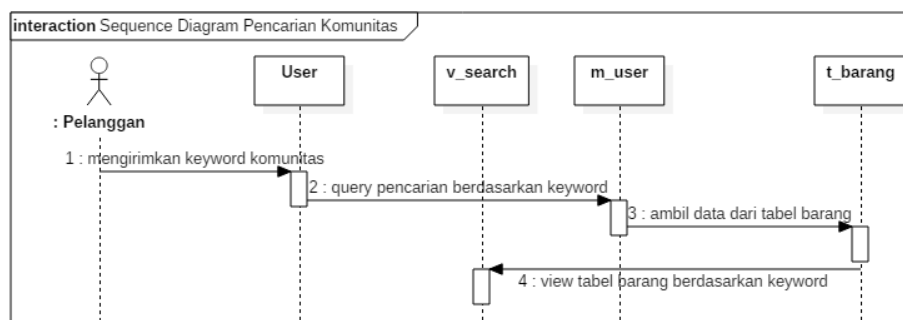 interaction Sequence Diagram Pencarian Komunitas
User
v_search
m_user
t_barang
: Pelanggan
1 : mengirimkan keyword komunitas
2 : query pencarian berdasarkan keyword
3 : ambil data dari tabel barang
4 : view tabel barang berdasarkan keyword